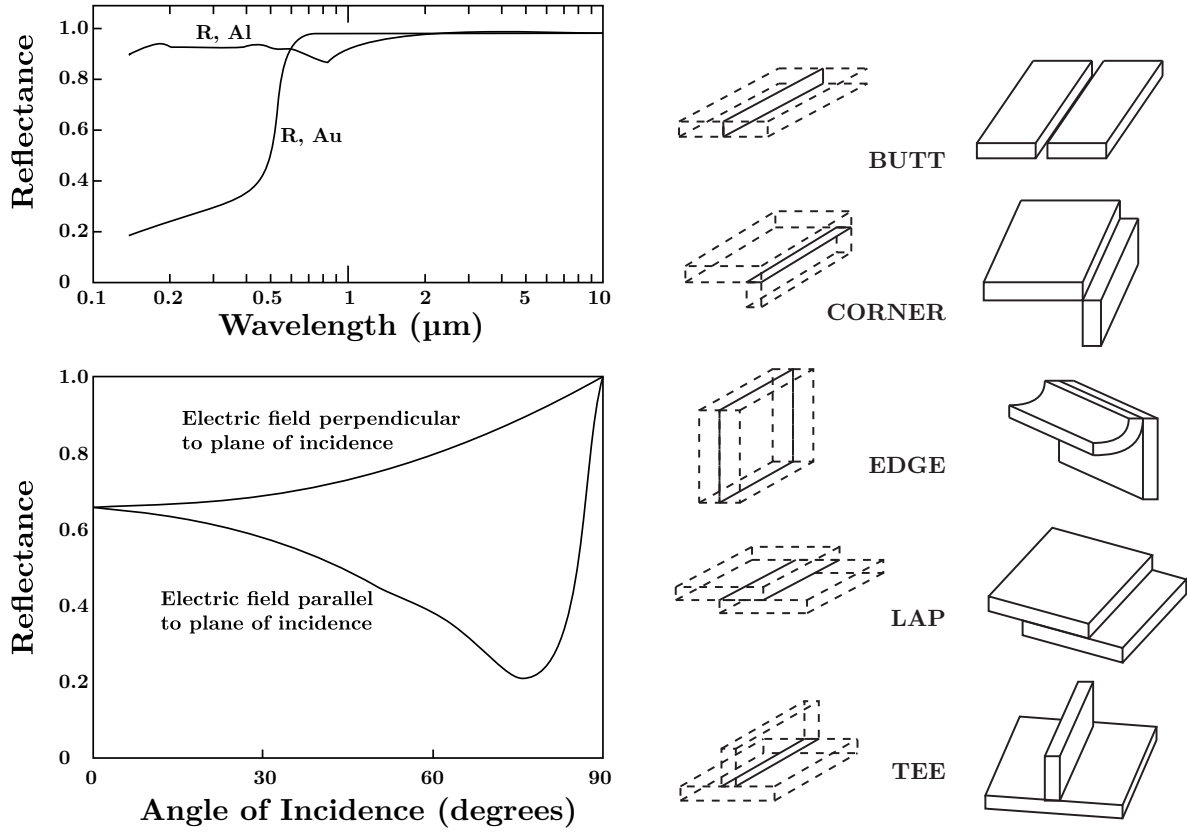 1.0
0.8
0.6
0.4
0.2
0
Reflectance
R, Al
R, Au
0.1 0.2 0.5 1 2 5 10
Wavelength (μm)
1.0
0.8
0.6
0.4
0.2
0
Reflectance
Electric field perpendicular
to plane of incidence
Electric field parallel
to plane of incidence
0 30 60 90
Angle of Incidence (degrees)
BUTT
CORNER
EDGE
LAP
TEE